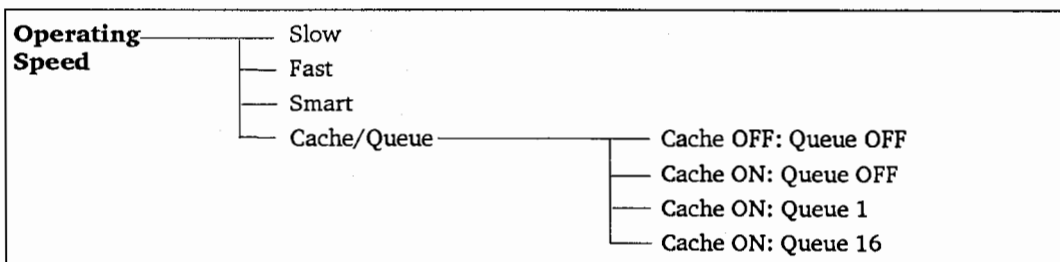 Operating
Speed
Slow
Fast
Smart
Cache/Queue
Cache OFF: Queue OFF
Cache ON: Queue OFF
Cache ON: Queue 1
Cache ON: Queue 16